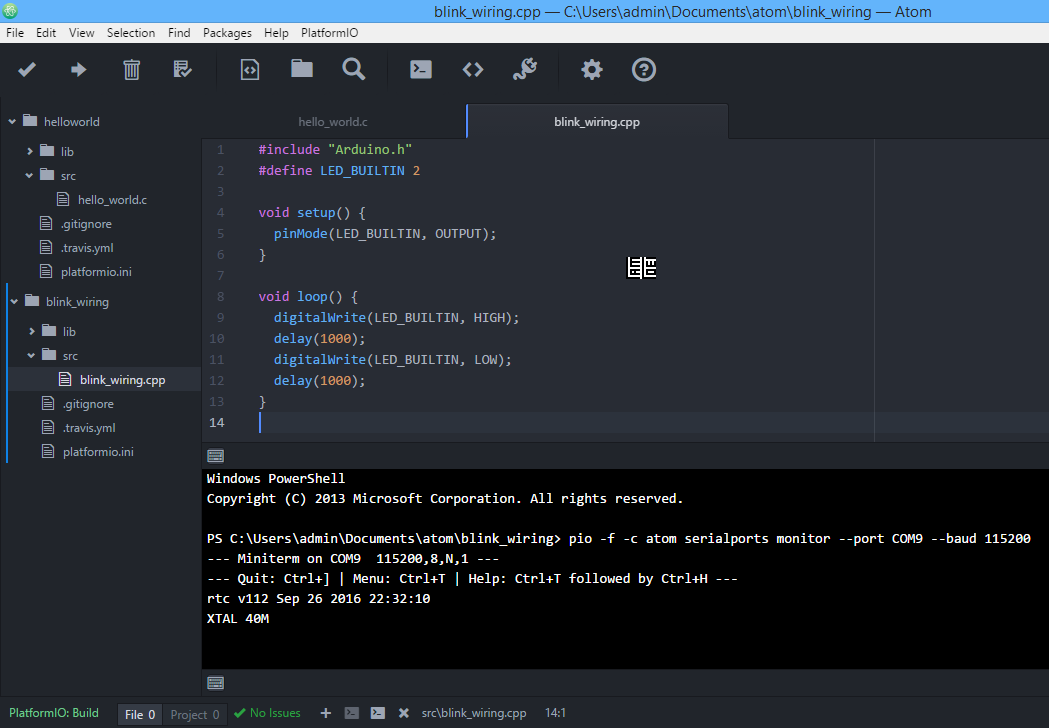 blink_wiring.cpp — C:\Users\admin\Documents\atom\blink_wiring — Atom
File Edit View Selection Find Packages Help PlatformIO
helloworld
lib
src
hello_world.c
.gitignore
.travis.yml
platformio.ini
blink_wiring
lib
src
blink_wiring.cpp
.gitignore
.travis.yml
platformio.ini
hello_world.c blink_wiring.cpp
1 #include "Arduino.h"
2 #define LED_BUILTIN 2
3
4 void setup() {
5 pinMode(LED_BUILTIN, OUTPUT);
6 }
7
8 void loop() {
9 digitalWrite(LED_BUILTIN, HIGH);
10 delay(1000);
11 digitalWrite(LED_BUILTIN, LOW);
12 delay(1000);
13 }
14
Windows PowerShell
Copyright (C) 2013 Microsoft Corporation. All rights reserved.
PS C:\Users\admin\Documents\atom\blink_wiring> pio -f -c atom serialports monitor --port COM9 --baud 115200
--- Miniterm on COM9  115200,8,N,1 ---
--- Quit: Ctrl+] | Menu: Ctrl+T | Help: Ctrl+T followed by Ctrl+H ---
rtc v112 Sep 26 2016 22:32:10
XTAL 40M
PlatformIO: Build File 0 Project 0 No Issues src\blink_wiring.cpp 14:1